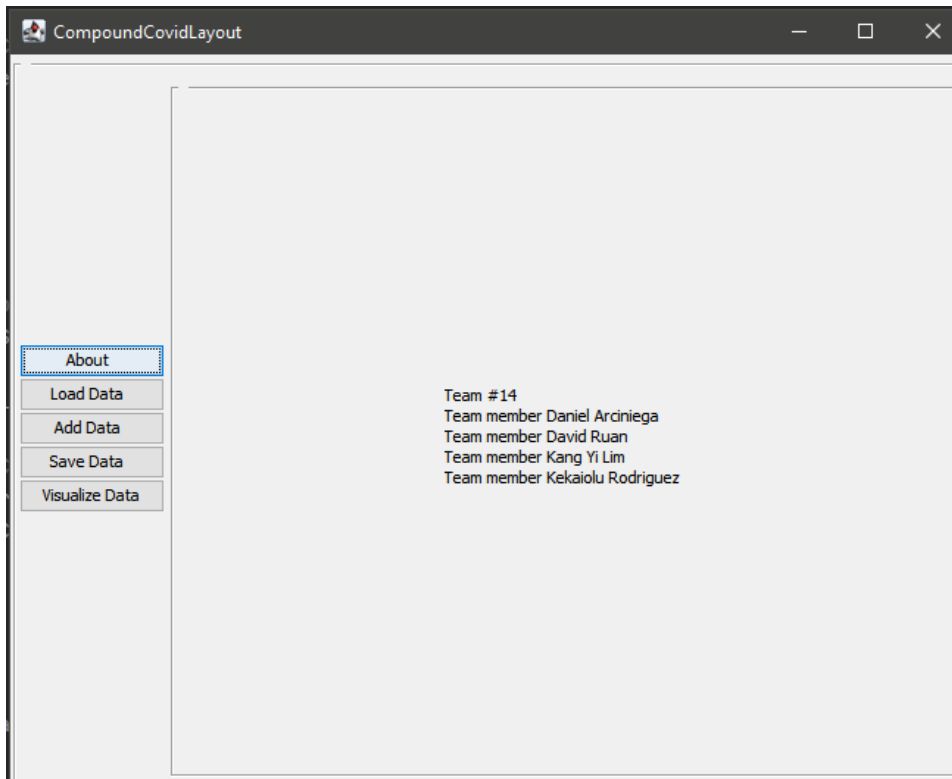 CompoundCovidLayout
About
Load Data
Add Data
Save Data
Visualize Data
Team #14
Team member Daniel Arciniega
Team member David Ruan
Team member Kang Yi Lim
Team member Kekaiolu Rodriguez